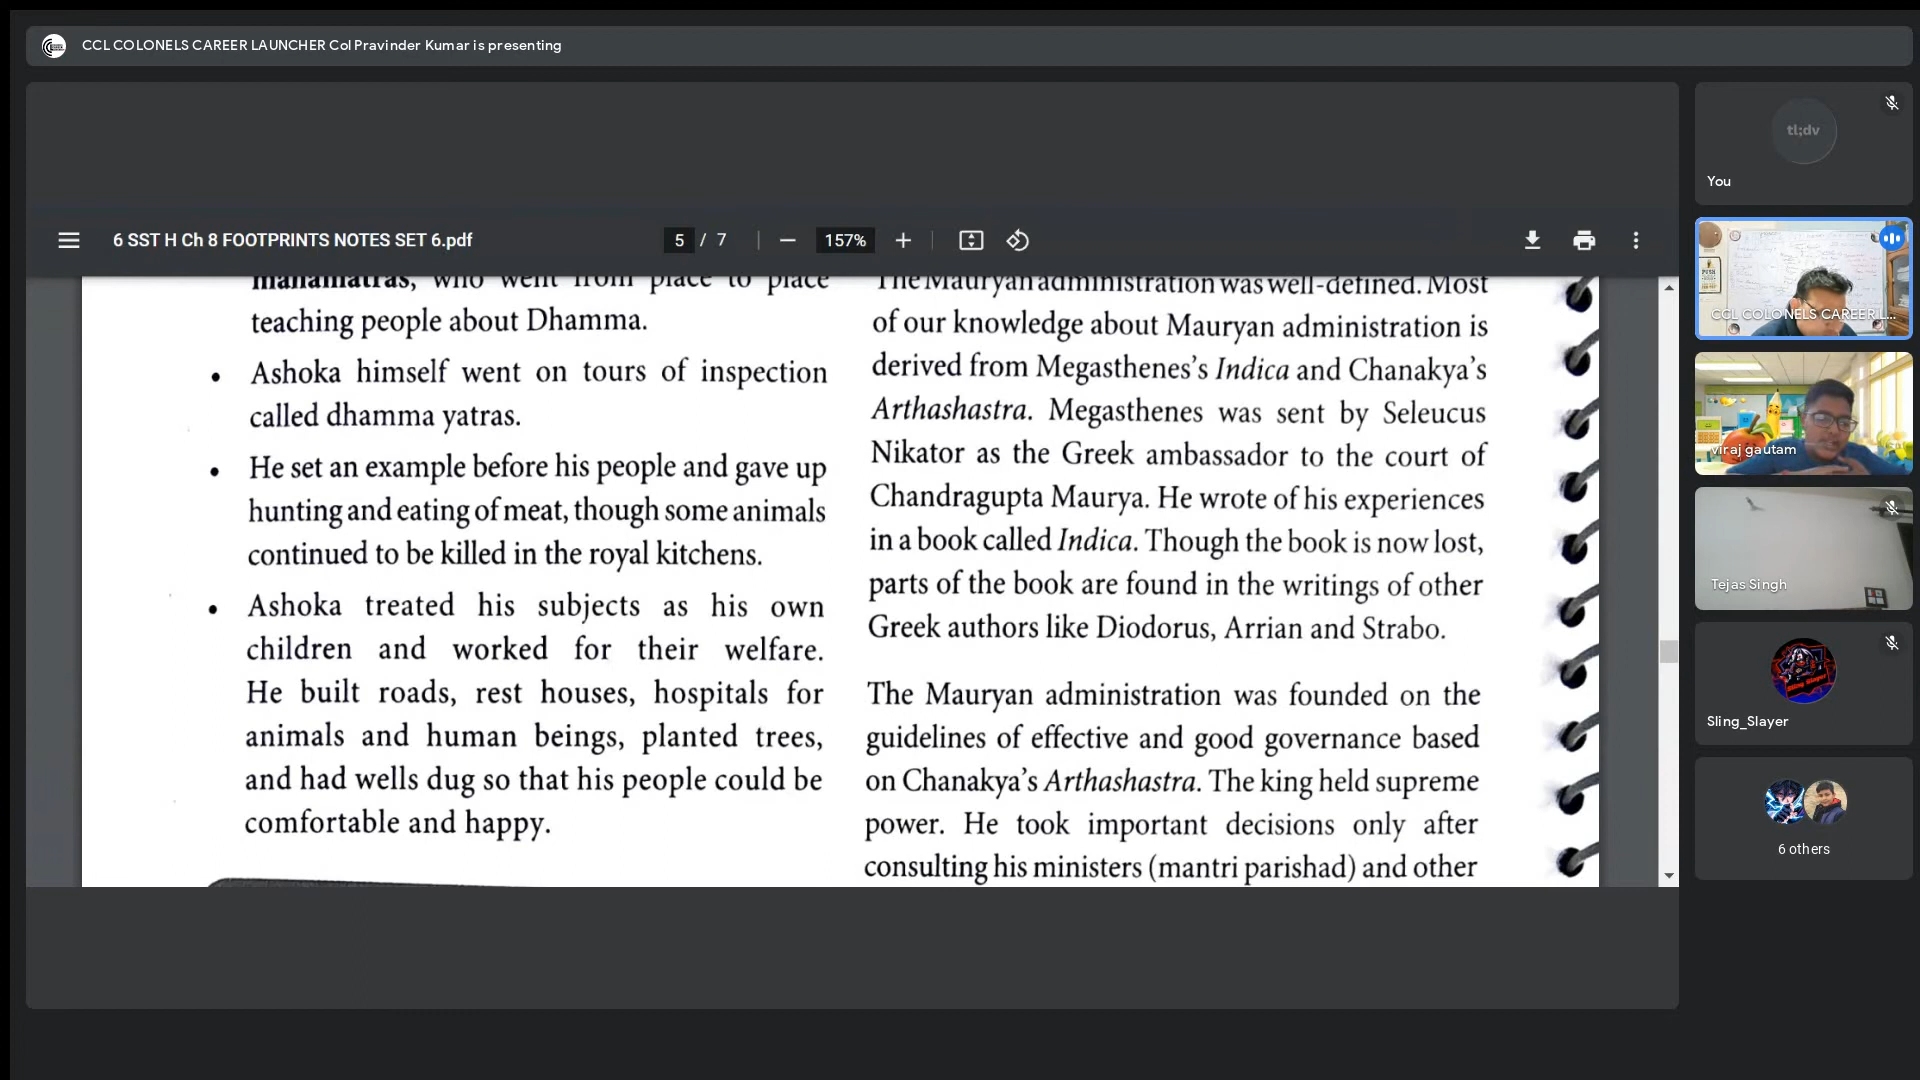 CCL COLONELS CAREER LAUNCHER Col Pravinder Kumar is presenting
6 SST H Ch 8 FOOTPRINTS NOTES SET 6.pdf
5 / 7
157%
mahamatras, who went from place to place
teaching people about Dhamma.
• Ashoka himself went on tours of inspection
called dhamma yatras.
• He set an example before his people and gave up
hunting and eating of meat, though some animals
continued to be killed in the royal kitchens.
• Ashoka treated his subjects as his own
children and worked for their welfare.
He built roads, rest houses, hospitals for
animals and human beings, planted trees,
and had wells dug so that his people could be
comfortable and happy.
The Mauryan administration was well-defined. Most
of our knowledge about Mauryan administration is
derived from Megasthenes's Indica and Chanakya's
Arthashastra. Megasthenes was sent by Seleucus
Nikator as the Greek ambassador to the court of
Chandragupta Maurya. He wrote of his experiences
in a book called Indica. Though the book is now lost,
parts of the book are found in the writings of other
Greek authors like Diodorus, Arrian and Strabo.
The Mauryan administration was founded on the
guidelines of effective and good governance based
on Chanakya's Arthashastra. The king held supreme
power. He took important decisions only after
consulting his ministers (mantri parishad) and other
tl;dv
You
PUSH
CCL COLONELS CAREER L...
viraj gautam
Tejas Singh
Sling_Slayer
6 others